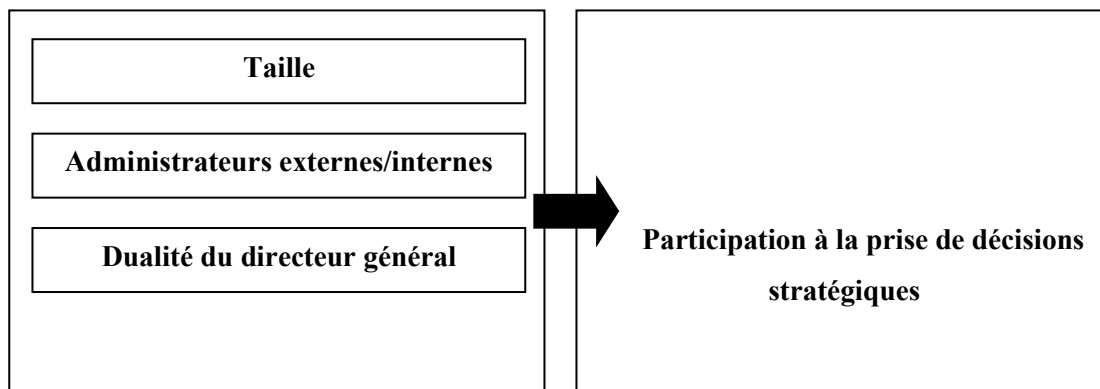 Taille
Administrateurs externes/internes
Dualité du directeur général
Participation à la prise de décisions
stratégiques